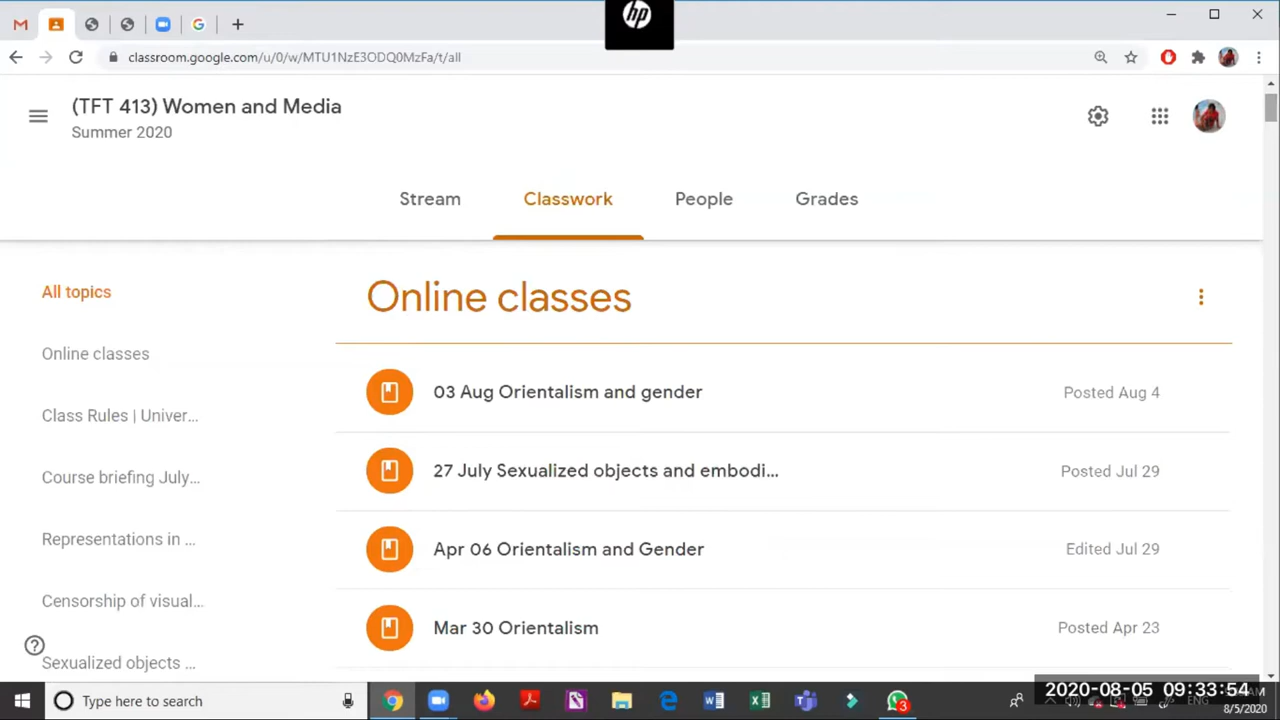 hp
classroom.google.com/u/0/w/MTU1NzE3ODQ0MzFa/t/all
(TFT 413) Women and Media
Summer 2020
Stream Classwork People Grades
All topics
Online classes
Class Rules | Univer...
Course briefing July...
Representations in ...
Censorship of visual...
Sexualized objects ...
Online classes
03 Aug Orientalism and gender Posted Aug 4
27 July Sexualized objects and embodi... Posted Jul 29
Apr 06 Orientalism and Gender Edited Jul 29
Mar 30 Orientalism Posted Apr 23
Type here to search
3
2020-08-05 09:33:54
8/5/2020